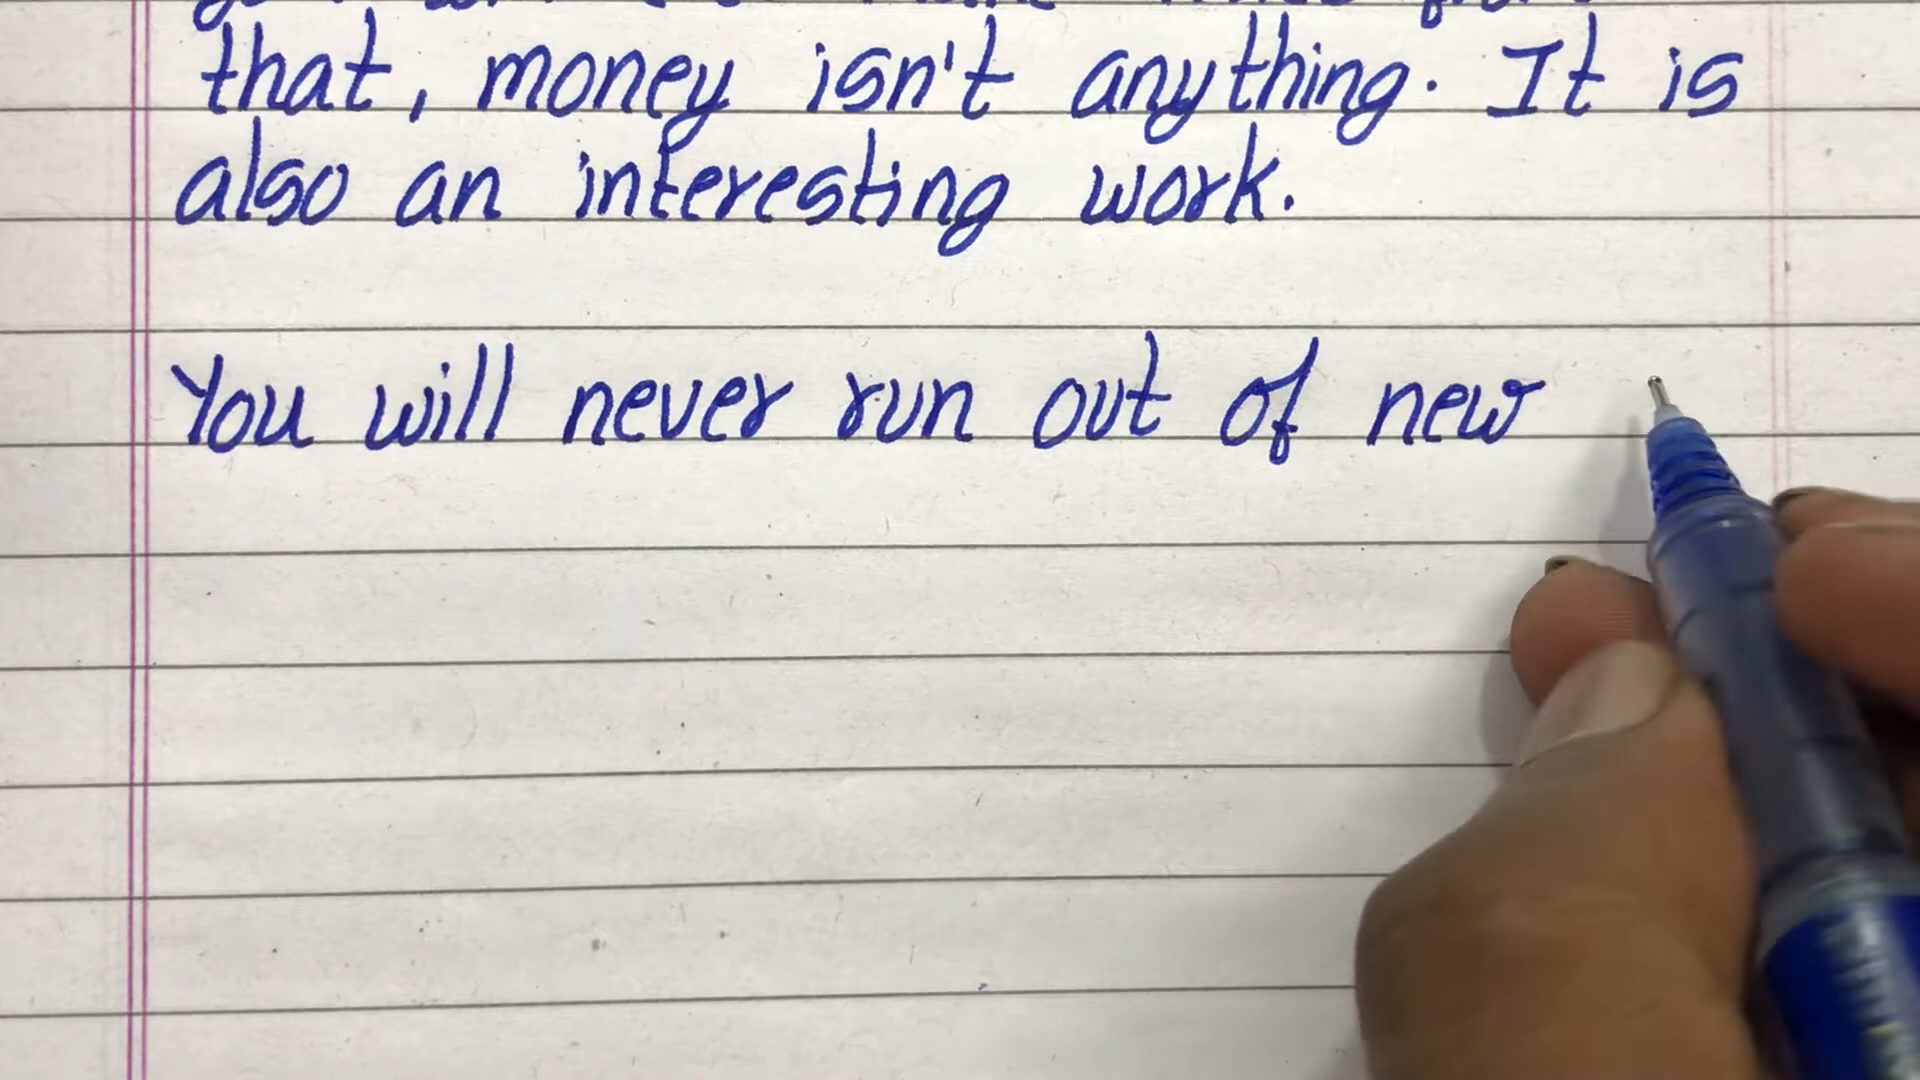 that, money isn't anything. It is
also an interesting work.
You will never run out of new